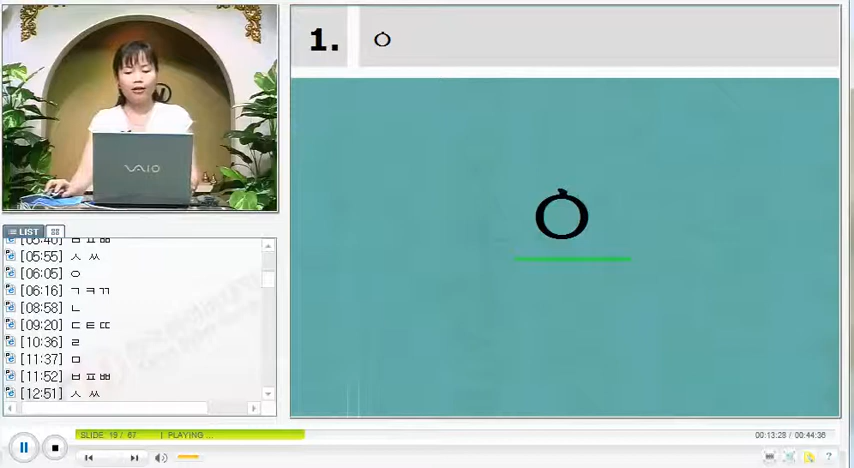 1. ㅇ
ㅇ
VAIO
LIST
[05:40] ㅂ ㅍ ㅃ
[05:55] ㅅ ㅆ
[06:05] ㅇ
[06:16] ㄱ ㅋ ㄲ
[08:58] ㄴ
[09:20] ㄷ ㅌ ㄸ
[10:36] ㄹ
[11:37] ㅁ
[11:52] ㅂ ㅍ ㅃ
[12:51] ㅅ ㅆ
SLIDE 19 / 67 | PLAYING ...
00:13:28 / 00:44:36